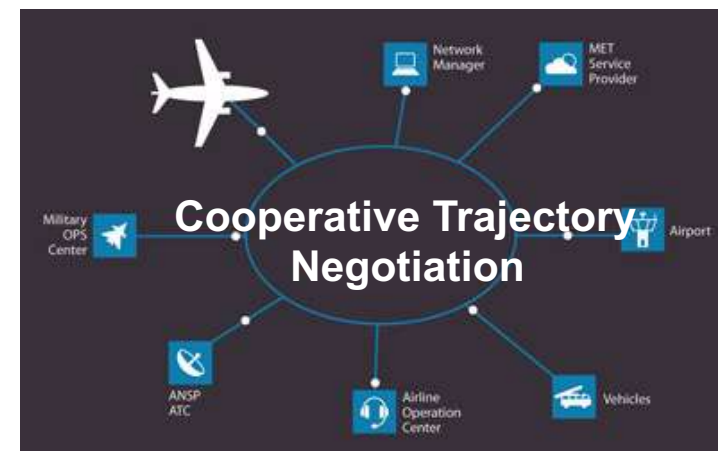 Network
Manager
MET
Service
Provider
Military
OPS
Center
Cooperative Trajectory
Negotiation
Airport
ANSP
ATC
Airline
Operation
Center
Vehicles